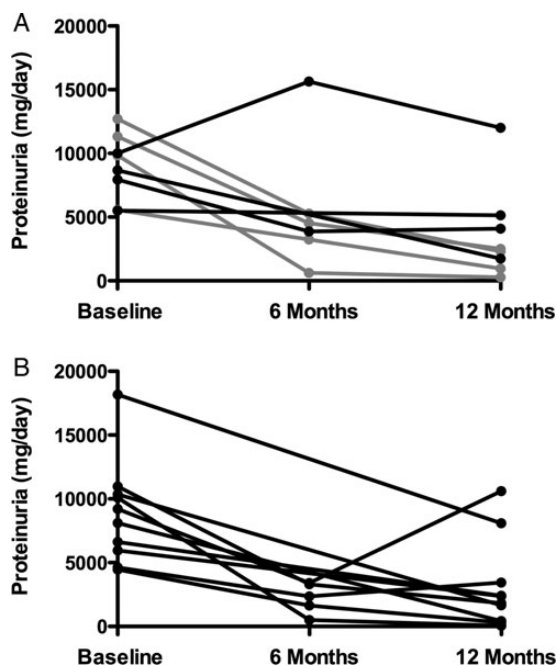 A
Proteinuria (mg/day)
20000
15000
10000
5000
0
Baseline
6 Months
12 Months
B
Proteinuria (mg/day)
20000
15000
10000
5000
0
Baseline
6 Months
12 Months